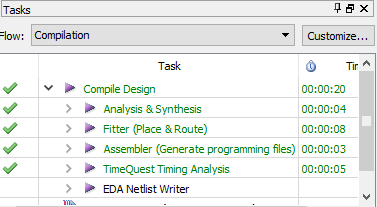 Tasks
Flow: Compilation Customize...
Task Tir
Compile Design 00:00:20
Analysis & Synthesis 00:00:04
Fitter (Place & Route) 00:00:08
Assembler (Generate programming files) 00:00:03
TimeQuest Timing Analysis 00:00:05
EDA Netlist Writer